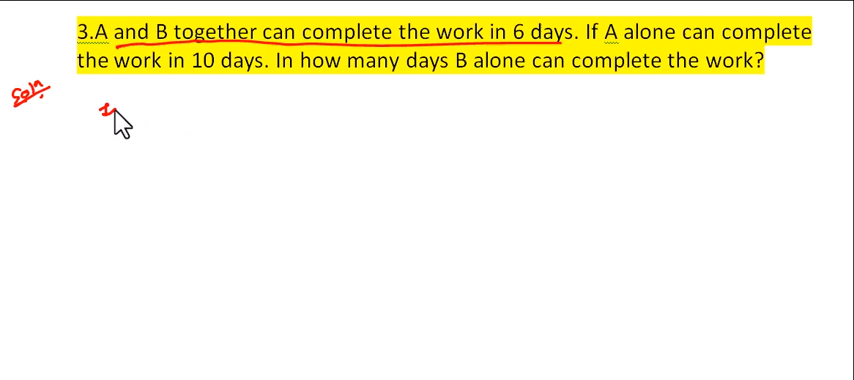 3.A and B together can complete the work in 6 days. If A alone can complete
the work in 10 days. In how many days B alone can complete the work?
Soln